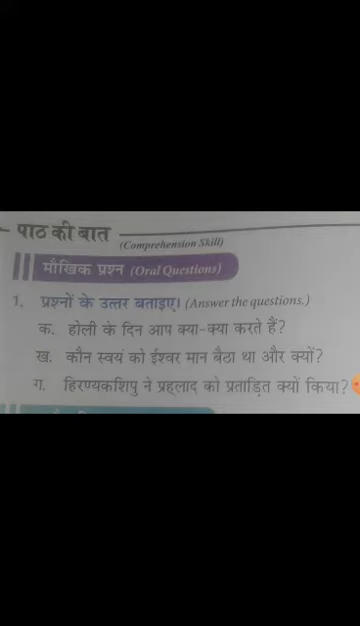 पाठ की बात
(Comprehension Skill)
मौखिक प्रश्न (Oral Questions)
1. प्रश्नों के उत्तर बताइए। (Answer the questions.)
क. होली के दिन आप क्या-क्या करते हैं?
ख. कौन स्वयं को ईश्वर मान बैठा था और क्यों?
ग. हिरण्यकशिपु ने प्रह्लाद को प्रताड़ित क्यों किया?